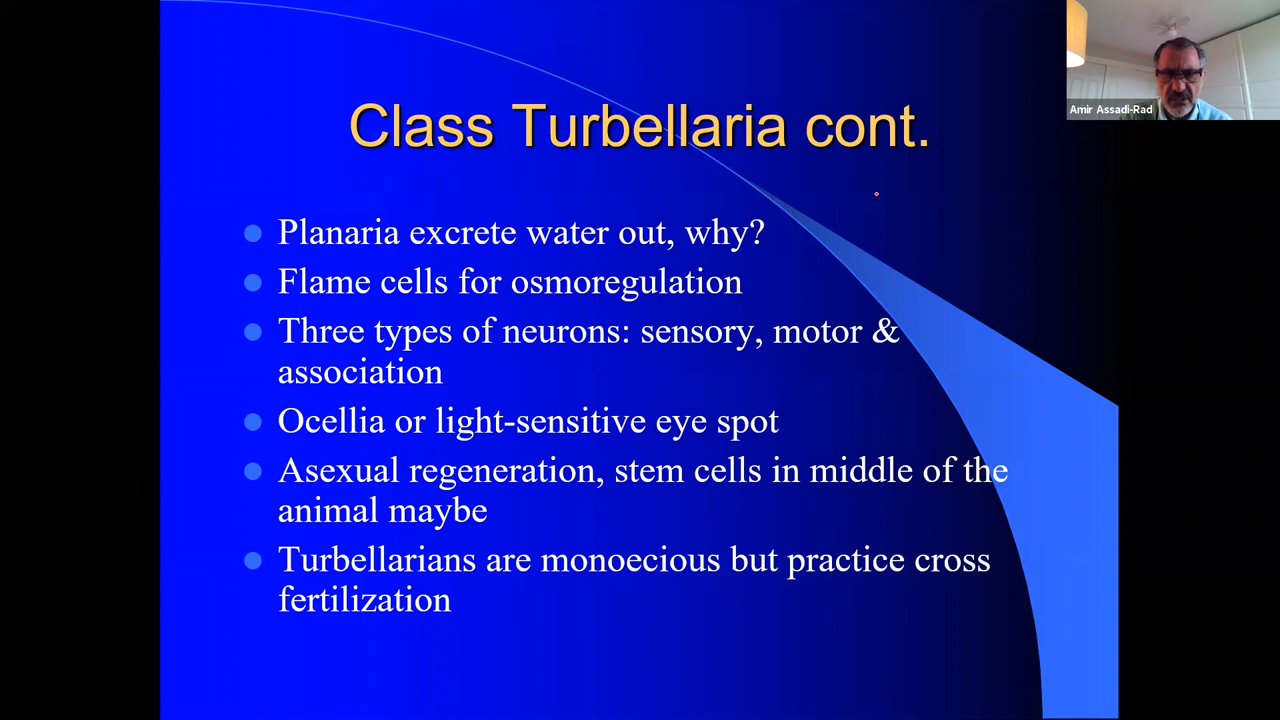 Amir Assadi-Rad
Class Turbellaria cont.
Planaria excrete water out, why?
Flame cells for osmoregulation
Three types of neurons: sensory, motor &
association
Ocellia or light-sensitive eye spot
Asexual regeneration, stem cells in middle of the
animal maybe
Turbellarians are monoecious but practice cross
fertilization